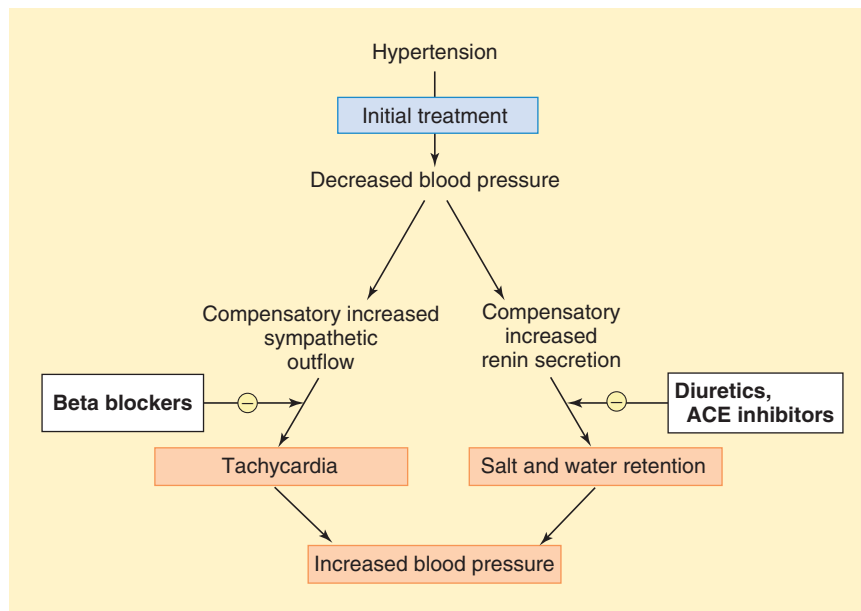 Hypertension
Initial treatment
Decreased blood pressure
Compensatory increased
sympathetic
outflow
Compensatory
increased
renin secretion
Beta blockers
−
−
Diuretics,
ACE inhibitors
Tachycardia
Salt and water retention
Increased blood pressure